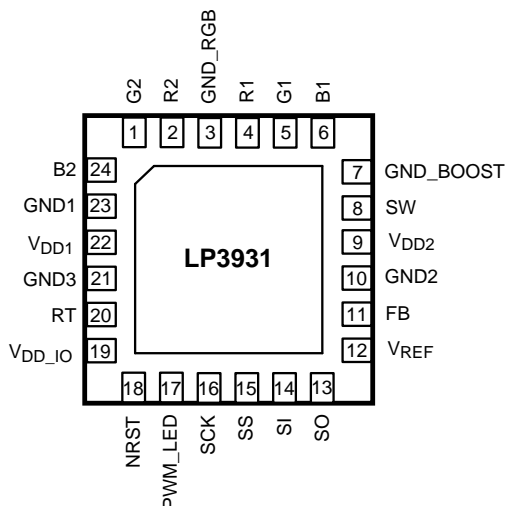 G2
R2
GND_RGB
R1
G1
B1
1
2
3
4
5
6
B2 24
7 GND_BOOST
GND1 23
8 SW
VDD1 22
9 VDD2
GND3 21
10 GND2
RT 20
11 FB
VDD_IO 19
12 VREF
LP3931
18
17
16
15
14
13
NRST
PWM_LED
SCK
SS
SI
SO